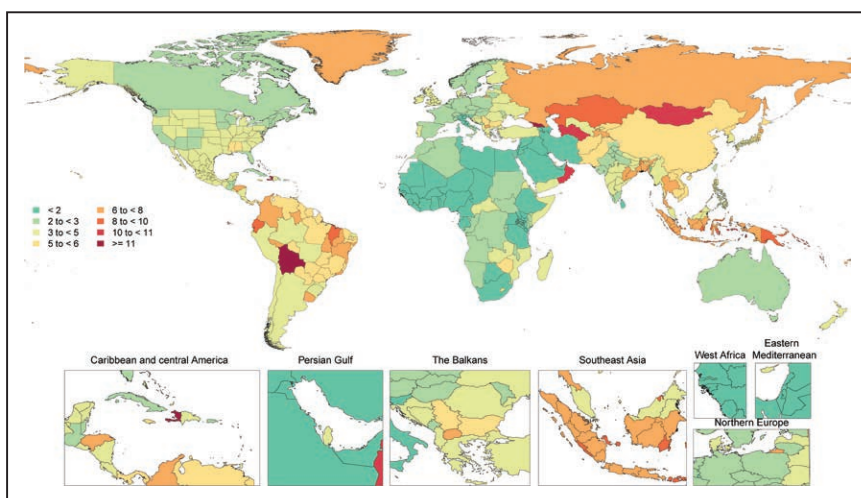 < 2
2 to < 3
3 to < 5
5 to < 6
6 to < 8
8 to < 10
10 to < 11
>= 11
Caribbean and central America
Persian Gulf
The Balkans
Southeast Asia
West Africa
Eastern
Mediterranean
Northern Europe